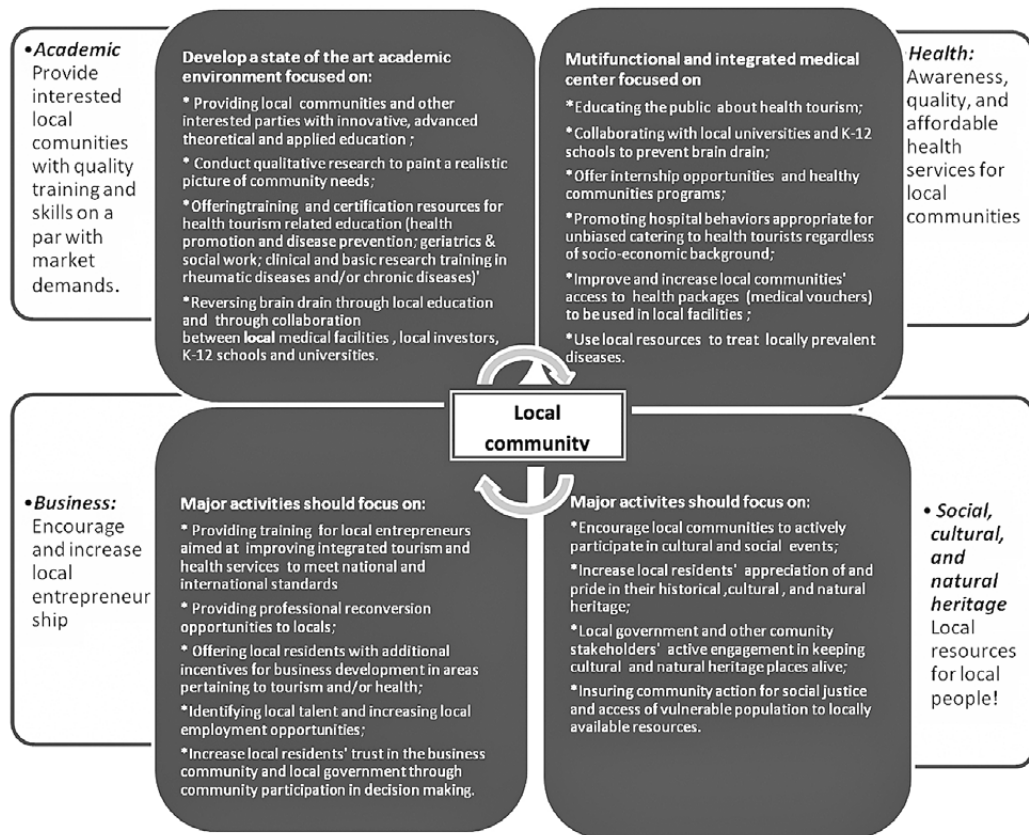 •Academic
Provide
interested
local
comunities
with quality
training and
skills on a
par with
market
demands.
Develop a state of the art academic
environment focused on:
* Providing local communities and other
interested parties with innovative, advanced
theoretical and applied education ;
* Conduct qualitative research to paint a realistic
picture of community needs;
* Offeringtraining and certification resources for
health tourism related education (health
promotion and disease prevention; geriatrics &
social work; clinical and basic research training in
rheumatic diseases and/or chronic diseases)'
*Reversing brain drain through local education
and through collaboration
between local medical facilities , local investors,
K-12 schools and universities.
Mutifunctional and integrated medical
center focused on
*Educating the public about health tourism;
*Collaborating with local universities and K-12
schools to prevent brain drain;
*Offer internship opportunities and healthy
communities programs;
*Promoting hospital behaviors appropriate for
unbiased catering to health tourists regardless
of socio-economic background;
*Improve and increase local communities'
access to health packages (medical vouchers)
to be used in local facilities ;
*Use local resources to treat locally prevalent
diseases.
•Health:
Awareness,
quality, and
affordable
health
services for
local
communities
Local
community
•Business:
Encourage
and increase
local
entrepreneur
ship
Major activities should focus on:
* Providing training for local entrepreneurs
aimed at improving integrated tourism and
health services to meet national and
international standards
* Providing professional reconversion
opportunities to locals;
* Offering local residents with additional
incentives for business development in areas
pertaining to tourism and/or health;
*Identifying local talent and increasing local
employment opportunities;
*Increase local residents' trust in the business
community and local government through
community participation in decision making.
Major activites should focus on:
*Encourage local communities to actively
participate in cultural and social events;
*Increase local residents' appreciation of and
pride in their historical ,cultural , and natural
heritage;
*Local government and other comunity
stakeholders' active engagement in keeping
cultural and natural heritage places alive;
*Insuring community action for social justice
and access of vulnerable population to locally
available resources.
• Social,
cultural,
and
natural
heritage
Local
resources
for local
people!